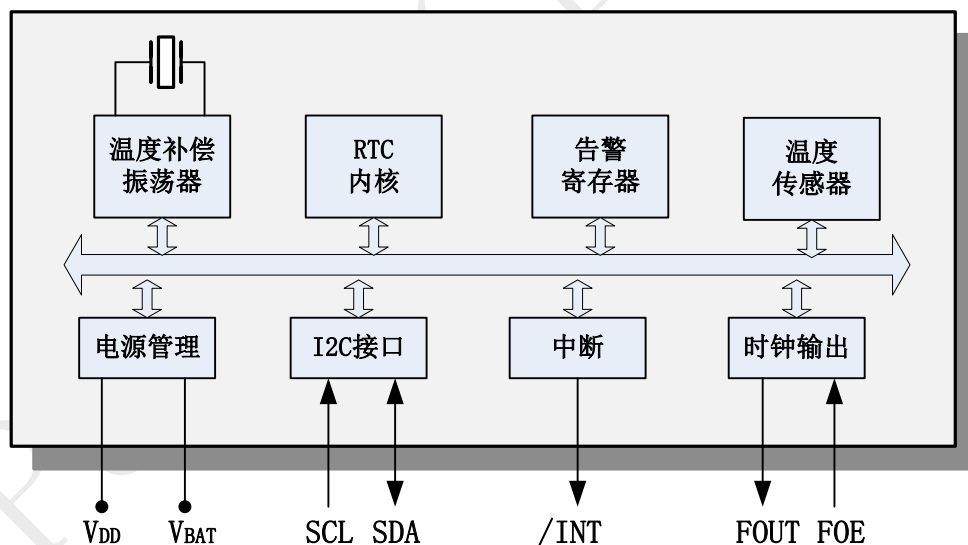 温度补偿
振荡器
RTC
内核
告警
寄存器
温度
传感器
电源管理
I2C接口
中断
时钟输出
VDD
VBAT
SCL
SDA
/INT
FOUT
FOE